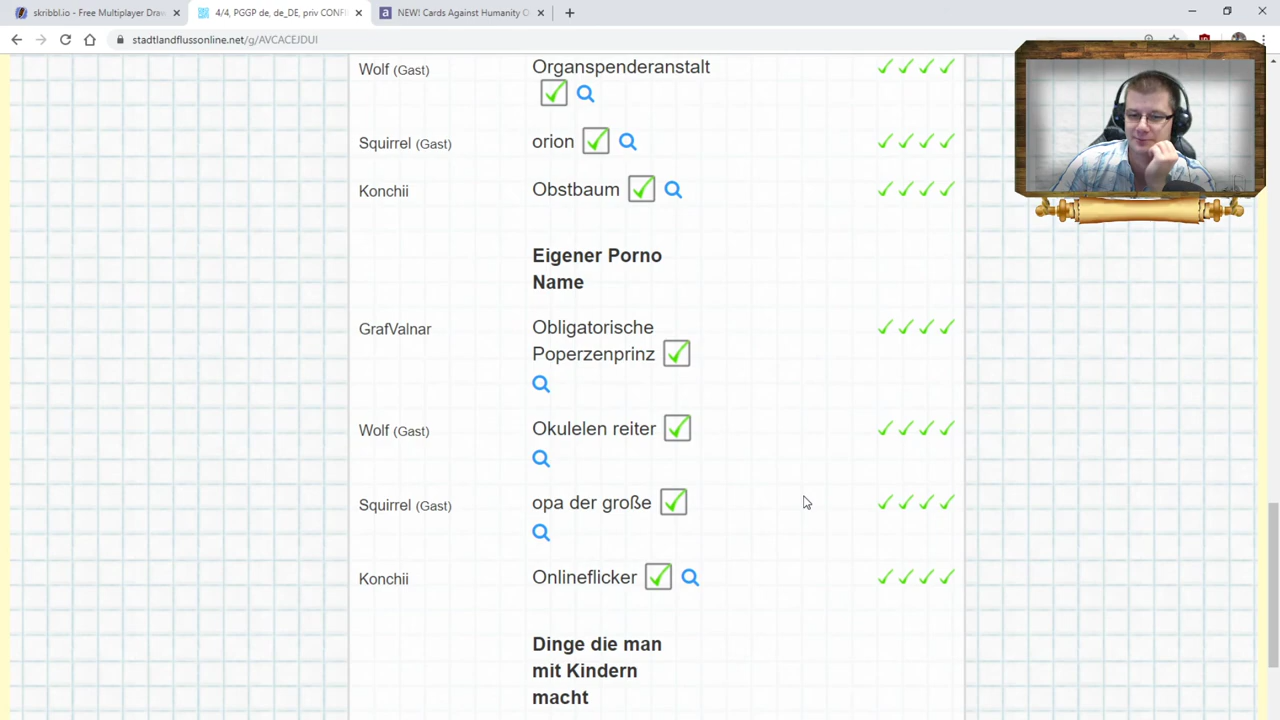 skribbl.io - Free Multiplayer Draw
4/4, PGGP de, de_DE, priv CONFI
NEW! Cards Against Humanity O
stadtlandflussonline.net/g/AVCACEJDUI
Wolf (Gast) Organspenderanstalt
Squirrel (Gast) orion
Konchii Obstbaum
Eigener Porno
Name
GrafValnar Obligatorische
Poperzenprinz
Wolf (Gast) Okulelen reiter
Squirrel (Gast) opa der große
Konchii Onlineflicker
Dinge die man
mit Kindern
macht